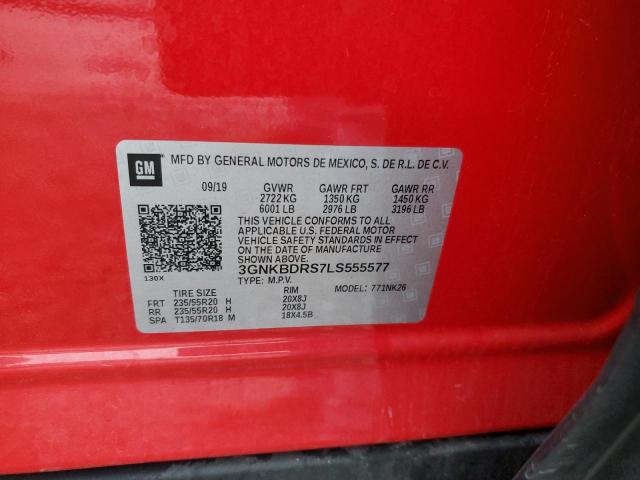 GM MFD BY GENERAL MOTORS DE MEXICO, S. DE R.L. DE C.V.
09/19 GVWR GAWR FRT GAWR RR
2722 KG 1350 KG 1450 KG
6001 LB 2976 LB 3196 LB
THIS VEHICLE CONFORMS TO ALL
APPLICABLE U.S. FEDERAL MOTOR
VEHICLE SAFETY STANDARDS IN EFFECT
ON THE DATE OF MANUFACTURE SHOWN ABOVE.
3GNKBDRS7LS555577
130X TYPE: M.P.V.
TIRE SIZE RIM MODEL: 771NK26
FRT 235/55R20 H 20X8J
RR 235/55R20 H 20X8J
SPA T135/70R18 M 18X4.5B